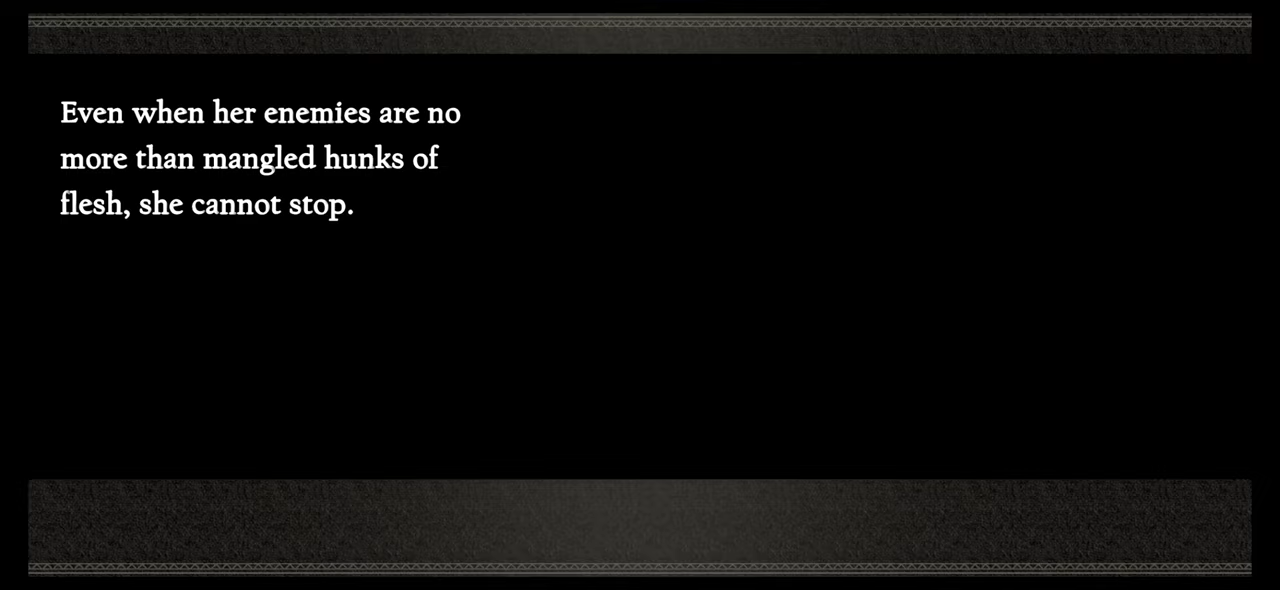 Even when her enemies are no
more than mangled hunks of
flesh, she cannot stop.